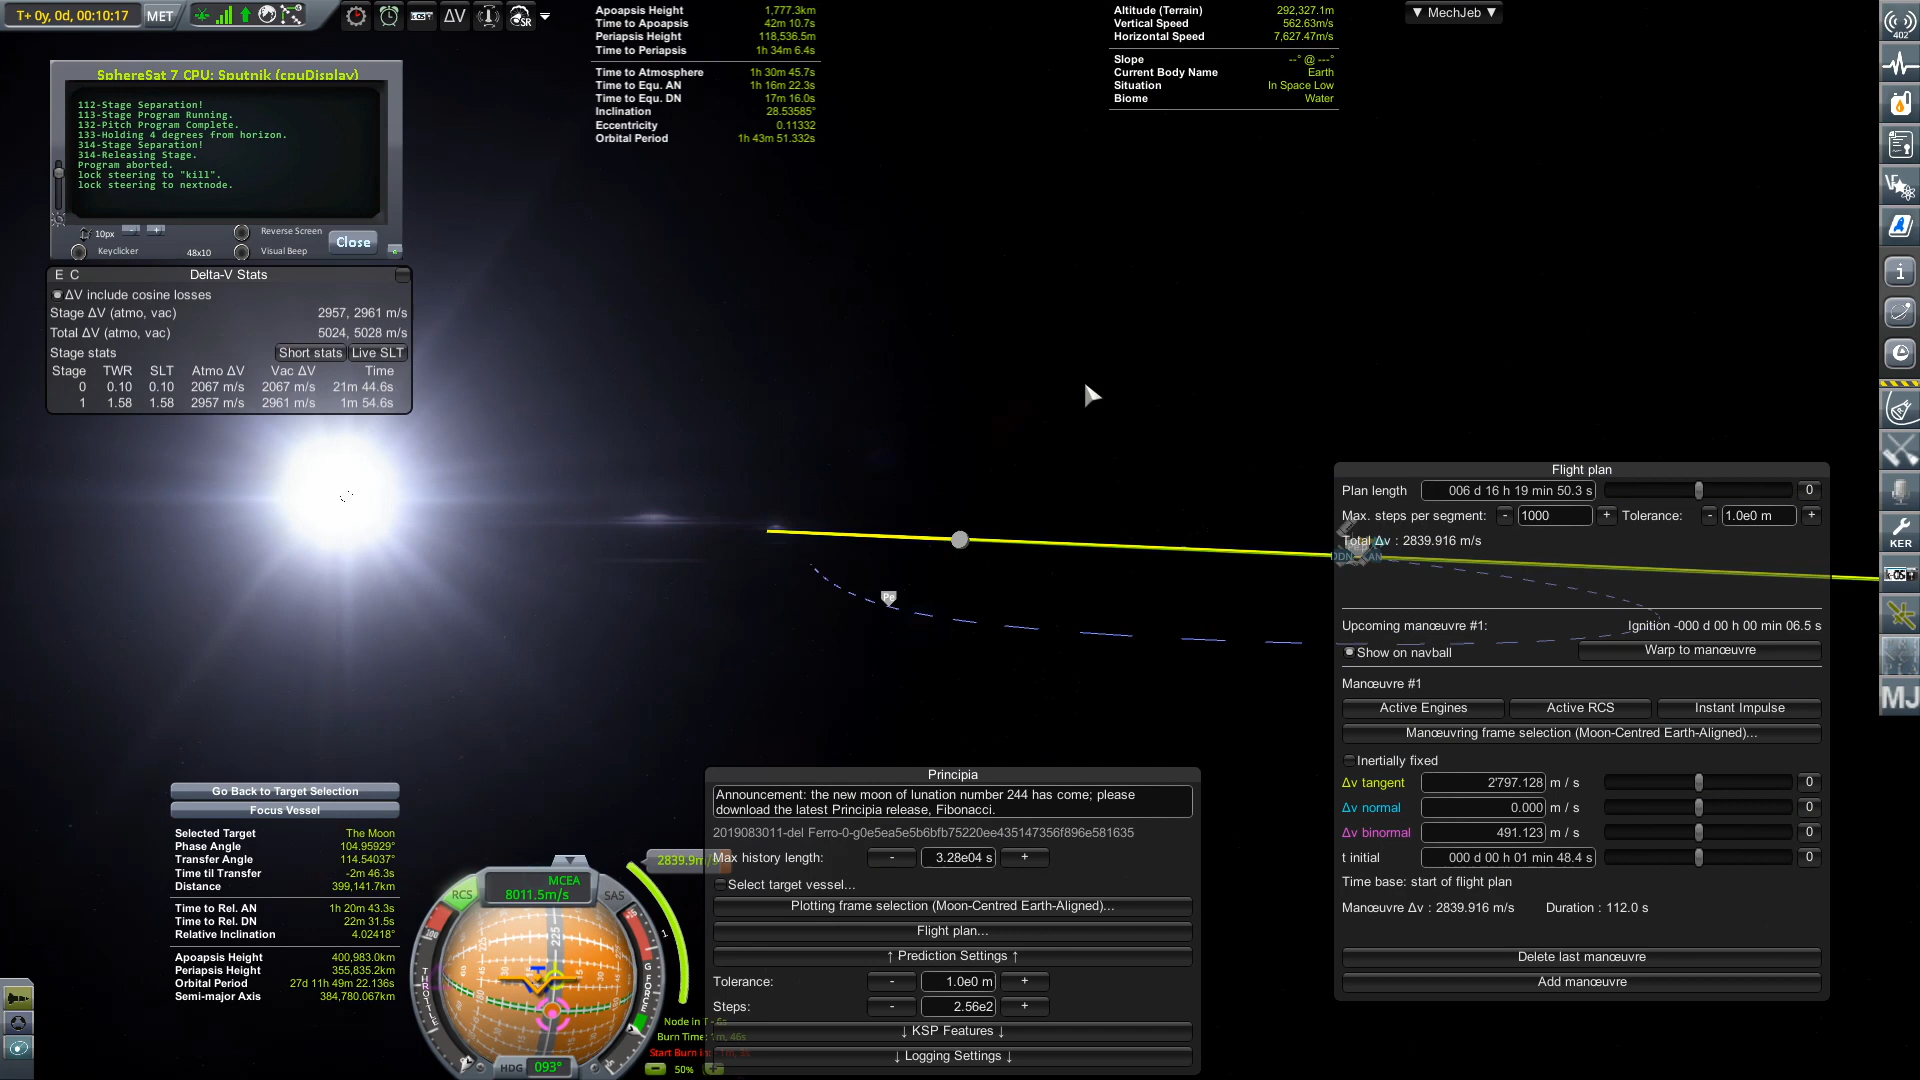 T+ 0y, 0d, 00:10:17
MET
ΔV
SR
Apoapsis Height 1,777.3km
Time to Apoapsis 42m 10.7s
Periapsis Height 118,536.5m
Time to Periapsis 1h 34m 6.4s
Time to Atmosphere 1h 30m 45.7s
Time to Equ. AN 1h 16m 22.3s
Time to Equ. DN 17m 16.0s
Inclination 28.53585°
Eccentricity 0.11332
Orbital Period 1h 43m 51.332s
Altitude (Terrain) 292,327.1m
Vertical Speed 562.63m/s
Horizontal Speed 7,627.47m/s
Slope --° @ ---°
Current Body Name Earth
Situation In Space Low
Biome Water
▼ MechJeb ▼
402
SphereSat 7 CPU: Sputnik (cpuDisplay)
112-Stage Separation!
113-Stage Program Running.
132-Pitch Program Complete.
133-Holding 4 degrees from horizon.
314-Stage Separation!
314-Releasing Stage.
Program aborted.
lock steering to "kill".
lock steering to nextnode.
10px - +
Reverse Screen
Keyclicker
48x10
Visual Beep
Close
E C Delta-V Stats
ΔV include cosine losses
Stage ΔV (atmo, vac) 2957, 2961 m/s
Total ΔV (atmo, vac) 5024, 5028 m/s
Stage stats Short stats Live SLT
Stage TWR SLT Atmo ΔV Vac ΔV Time
0 0.10 0.10 2067 m/s 2067 m/s 21m 44.6s
1 1.58 1.58 2957 m/s 2961 m/s 1m 54.6s
Pe
Flight plan
Plan length 006 d 16 h 19 min 50.3 s 0
Max. steps per segment: - 1000 + Tolerance: - 1.0e0 m +
Total Δv : 2839.916 m/s
Upcoming manœuvre #1: Ignition -000 d 00 h 00 min 06.5 s
Show on navball Warp to manœuvre
Manœuvre #1
Active Engines Active RCS Instant Impulse
Manœuvring frame selection (Moon-Centred Earth-Aligned)...
Inertially fixed
Δv tangent 2'797.128 m / s 0
Δv normal 0.000 m / s 0
Δv binormal 491.123 m / s 0
t initial 000 d 00 h 01 min 48.4 s 0
Time base: start of flight plan
Manœuvre Δv : 2839.916 m/s Duration : 112.0 s
Delete last manœuvre
Add manœuvre
KER
MJ
Go Back to Target Selection
Focus Vessel
Selected Target The Moon
Phase Angle 104.95929°
Transfer Angle 114.54037°
Time til Transfer -2m 46.3s
Distance 399,141.7km
Time to Rel. AN 1h 20m 43.3s
Time to Rel. DN 22m 31.5s
Relative Inclination 4.02418°
Apoapsis Height 400,983.0km
Periapsis Height 355,835.2km
Orbital Period 27d 11h 49m 22.136s
Semi-major Axis 384,780.067km
RCS
MCEA
8011.5m/s
SAS
THROTTLE
G FORCE
HDG 093°
2839.9m/s
Node in T -6s
Burn Time: 1m, 46s
Start Burn in:
50%
Principia
Announcement: the new moon of lunation number 244 has come; please
download the latest Principia release, Fibonacci.
2019083011-del Ferro-0-g0e5ea5e5b6bfb75220ee435147356f896e581635
Max history length: - 3.28e04 s +
Select target vessel...
Plotting frame selection (Moon-Centred Earth-Aligned)...
Flight plan...
↑ Prediction Settings ↑
Tolerance: - 1.0e0 m +
Steps: - 2.56e2 +
↓ KSP Features ↓
↓ Logging Settings ↓